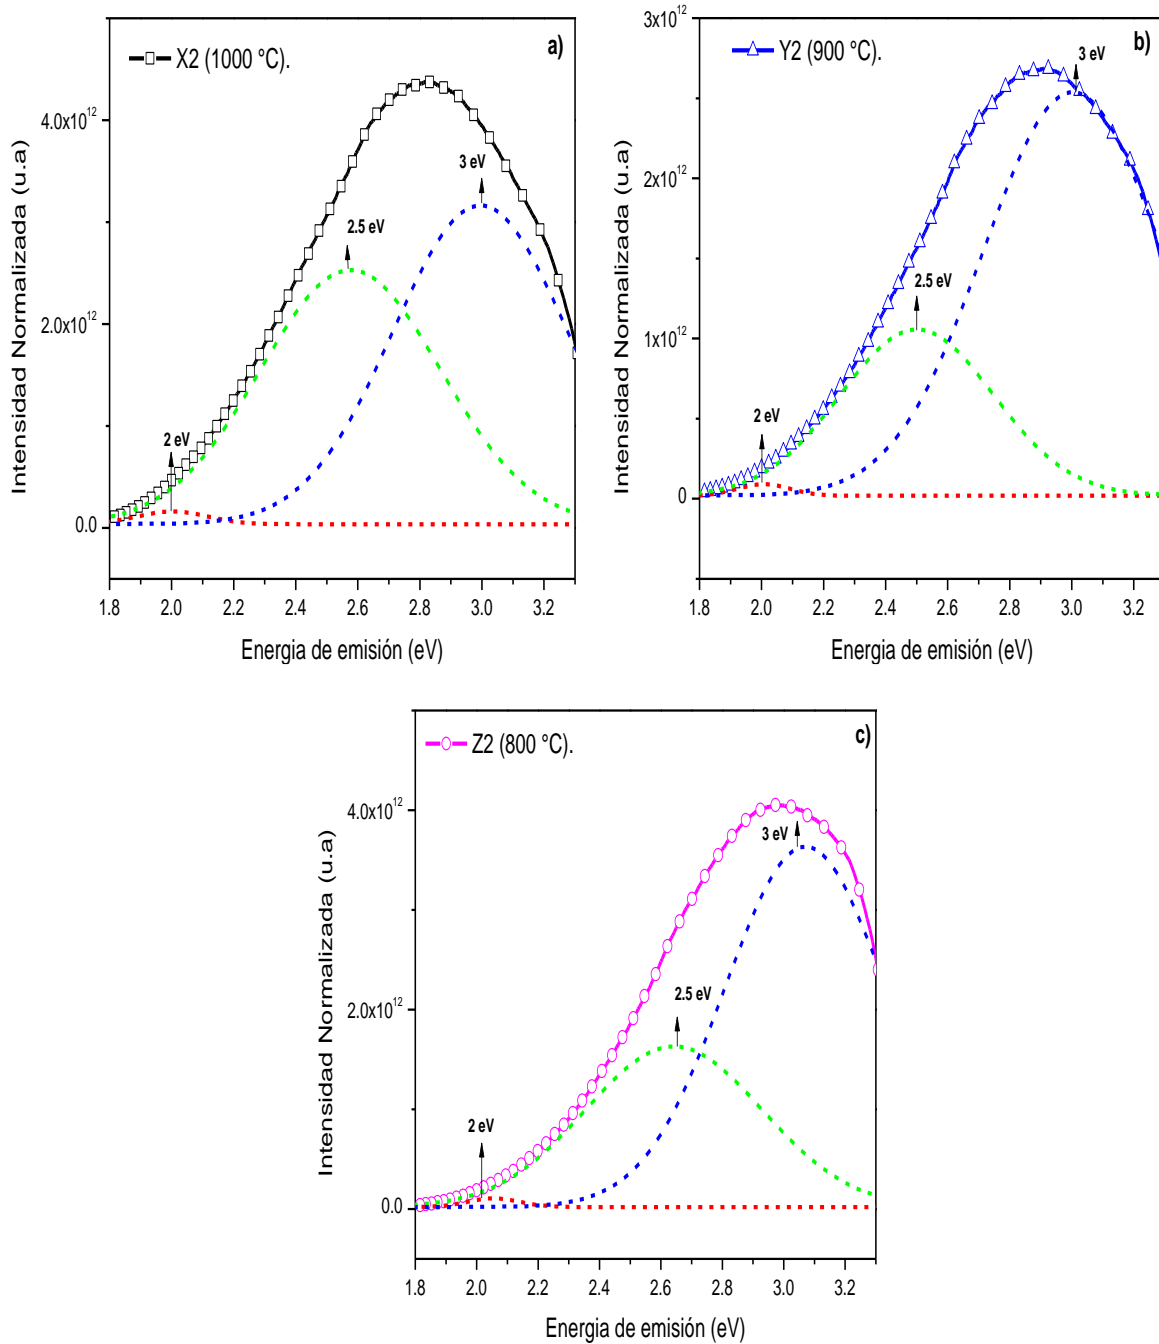 a)
X2 (1000 °C).
4.0x10^12
2.0x10^12
0.0
3 eV
2.5 eV
2 eV
Intensidad Normalizada (u.a)
1.8 2.0 2.2 2.4 2.6 2.8 3.0 3.2
Energia de emisión (eV)
b)
Y2 (900 °C).
3x10^12
2x10^12
1x10^12
0
3 eV
2.5 eV
2 eV
Intensidad Normalizada (u.a)
1.8 2.0 2.2 2.4 2.6 2.8 3.0 3.2
Energia de emisión (eV)
c)
Z2 (800 °C).
4.0x10^12
2.0x10^12
0.0
3 eV
2.5 eV
2 eV
Intensidad Normalizada (u.a)
1.8 2.0 2.2 2.4 2.6 2.8 3.0 3.2
Energia de emisión (eV)